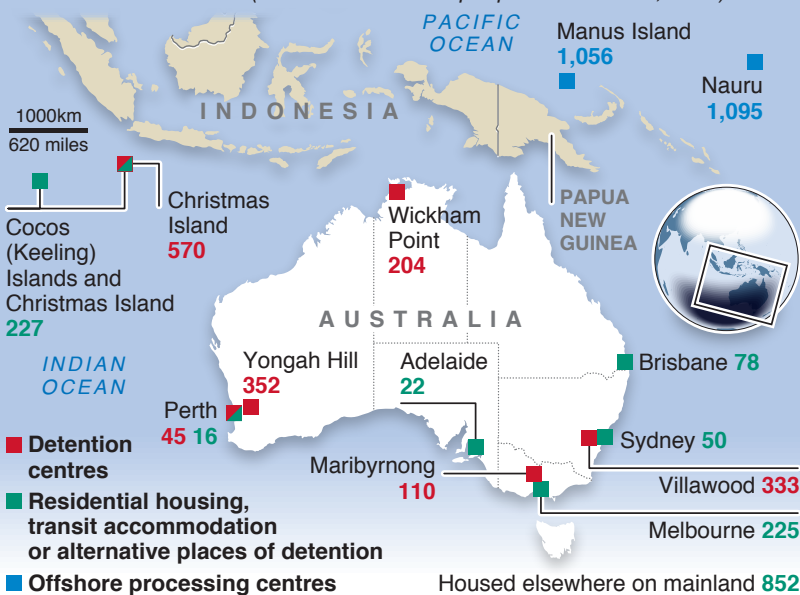 PACIFIC
OCEAN
Manus Island
1,056
Nauru
1,095
INDONESIA
1000km
620 miles
Christmas
Island
570
Cocos
(Keeling)
Islands and
Christmas Island
227
Wickham
Point
204
PAPUA
NEW
GUINEA
AUSTRALIA
INDIAN
OCEAN
Yongah Hill
352
Adelaide
22
Brisbane 78
Perth
45 16
Sydney 50
Maribyrnong
110
Villawood 333
Melbourne 225
Detention
centres
Residential housing,
transit accommodation
or alternative places of detention
Offshore processing centres
Housed elsewhere on mainland 852